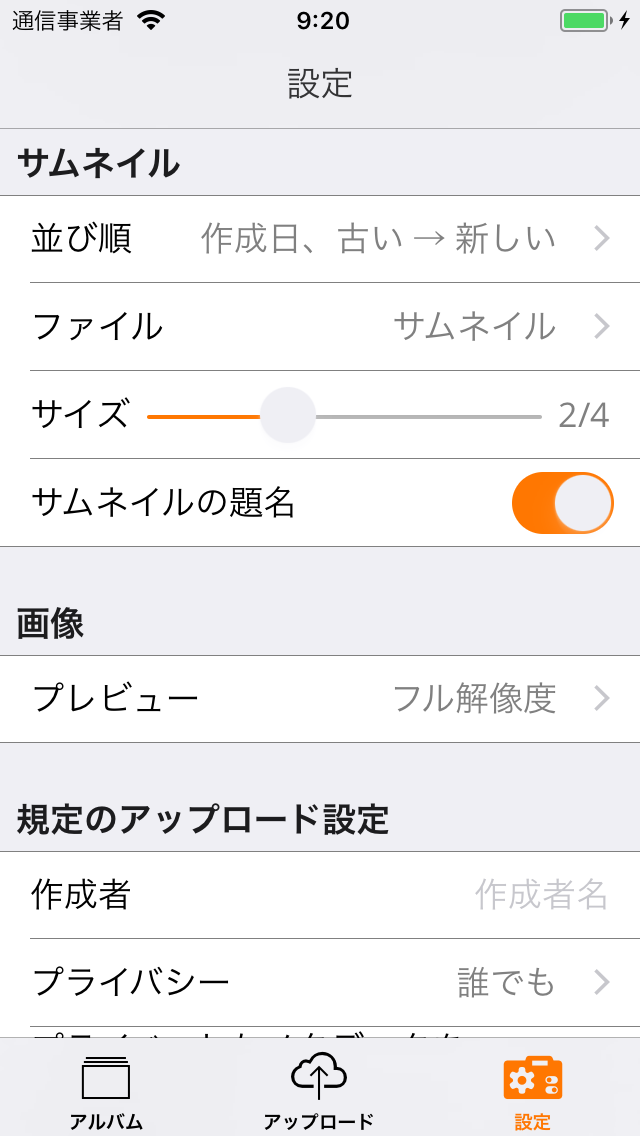 通信事業者 9:20
設定
サムネイル
並び順 作成日、古い → 新しい
ファイル サムネイル
サイズ 2/4
サムネイルの題名
画像
プレビュー フル解像度
規定のアップロード設定
作成者 作成者名
プライバシー 誰でも
アルバム アップロード 設定